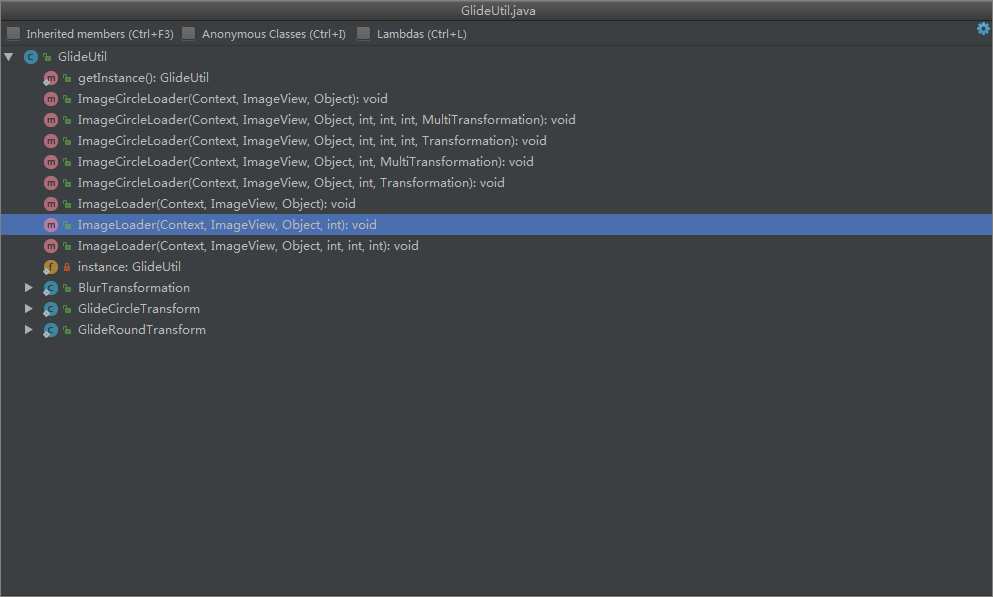 GlideUtil.java
Inherited members (Ctrl+F3) Anonymous Classes (Ctrl+I) Lambdas (Ctrl+L)
GlideUtil
getInstance(): GlideUtil
ImageCircleLoader(Context, ImageView, Object): void
ImageCircleLoader(Context, ImageView, Object, int, int, int, MultiTransformation): void
ImageCircleLoader(Context, ImageView, Object, int, int, int, Transformation): void
ImageCircleLoader(Context, ImageView, Object, int, MultiTransformation): void
ImageCircleLoader(Context, ImageView, Object, int, Transformation): void
ImageLoader(Context, ImageView, Object): void
ImageLoader(Context, ImageView, Object, int): void
ImageLoader(Context, ImageView, Object, int, int, int): void
instance: GlideUtil
BlurTransformation
GlideCircleTransform
GlideRoundTransform